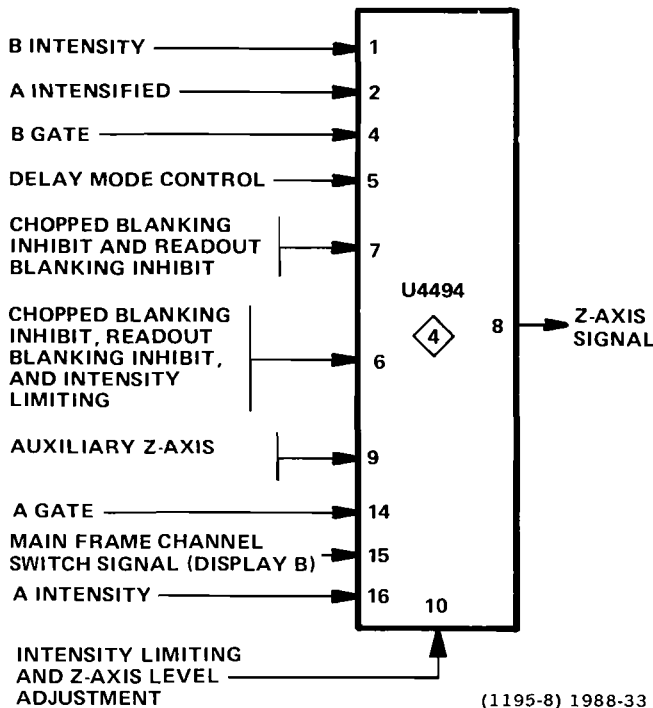 B INTENSITY
1
A INTENSIFIED
2
B GATE
4
DELAY MODE CONTROL
5
CHOPPED BLANKING
INHIBIT AND READOUT
BLANKING INHIBIT
7
CHOPPED BLANKING
INHIBIT, READOUT
BLANKING INHIBIT,
AND INTENSITY
LIMITING
6
AUXILIARY Z-AXIS
9
A GATE
14
MAIN FRAME CHANNEL
SWITCH SIGNAL (DISPLAY B)
15
A INTENSITY
16
10
INTENSITY LIMITING
AND Z-AXIS LEVEL
ADJUSTMENT
U4494
4
8
Z-AXIS
SIGNAL
(1195-8) 1988-33